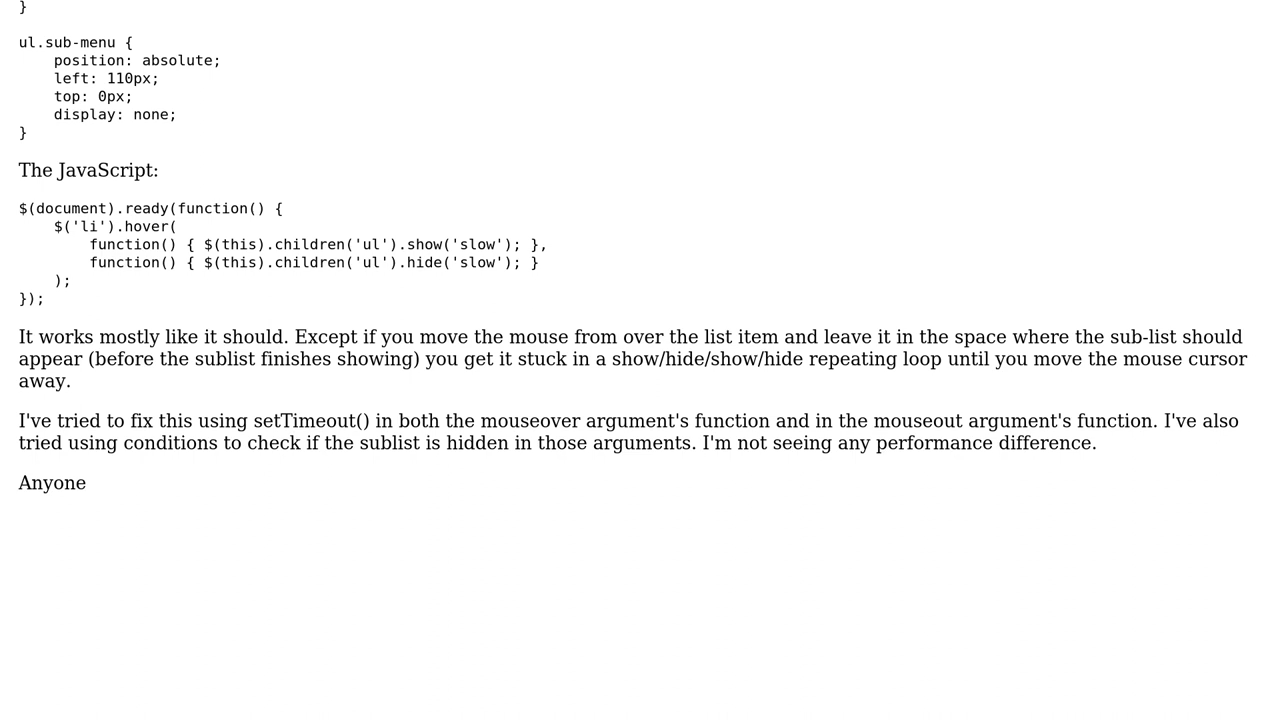 }
ul.sub-menu {
    position: absolute;
    left: 110px;
    top: 0px;
    display: none;
}
The JavaScript:
$(document).ready(function() {
    $('li').hover(
        function() { $(this).children('ul').show('slow'); },
        function() { $(this).children('ul').hide('slow'); }
    );
});
It works mostly like it should. Except if you move the mouse from over the list item and leave it in the space where the sub-list should
appear (before the sublist finishes showing) you get it stuck in a show/hide/show/hide repeating loop until you move the mouse cursor
away.
I've tried to fix this using setTimeout() in both the mouseover argument's function and in the mouseout argument's function. I've also
tried using conditions to check if the sublist is hidden in those arguments. I'm not seeing any performance difference.
Anyone